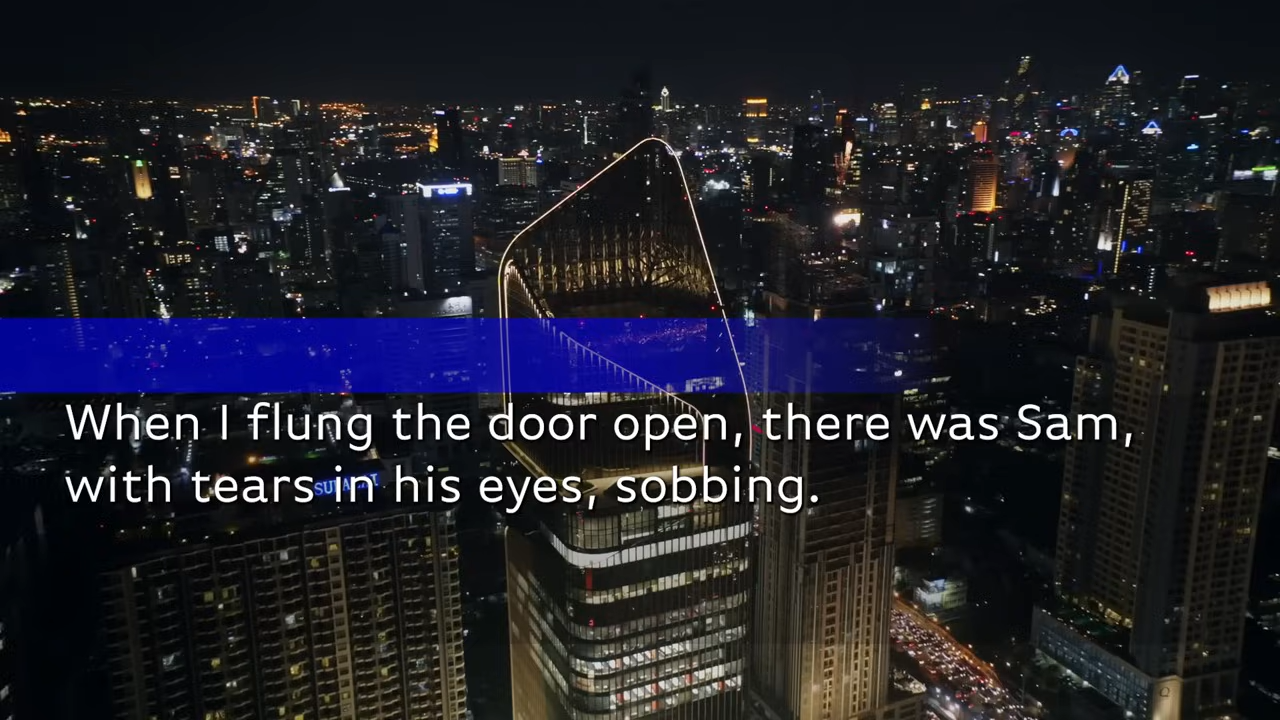 When I flung the door open, there was Sam,
with tears in his eyes, sobbing.